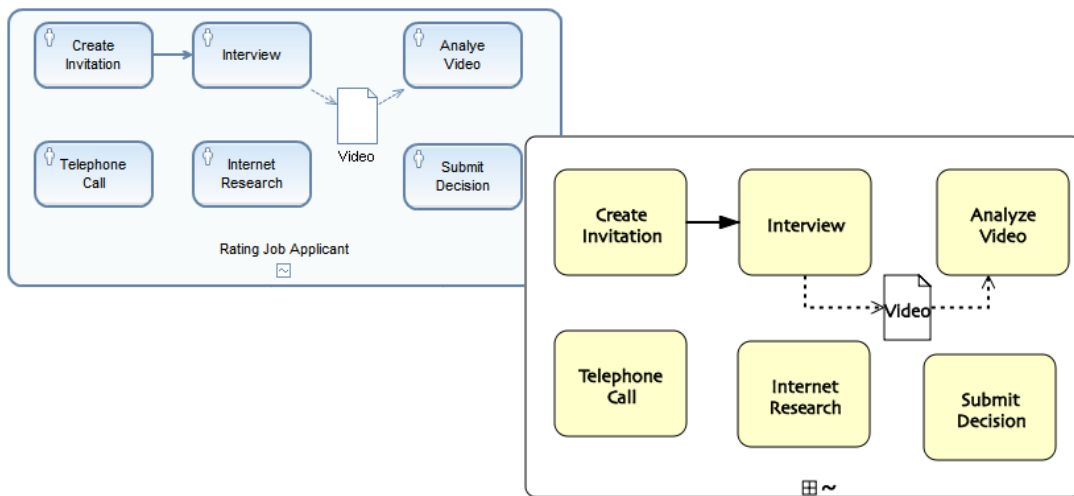 Create
Invitation
Interview
Analye
Video
Video
Telephone
Call
Internet
Research
Submit
Decision
Rating Job Applicant
Create
Invitation
Interview
Analyze
Video
Video
Telephone
Call
Internet
Research
Submit
Decision